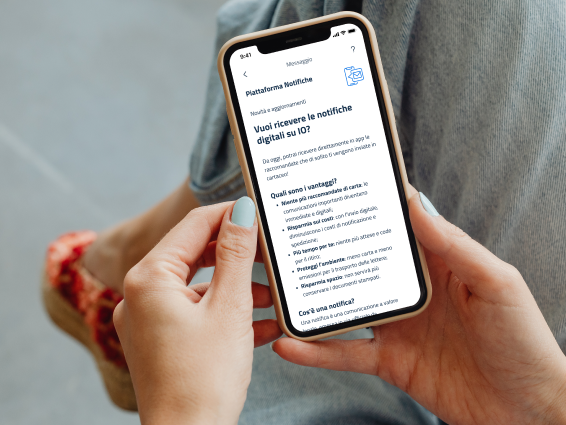 9:41
Messaggio
?
Piattaforma Notifiche
Novità e aggiornamenti
Vuoi ricevere le notifiche
digitali su IO?
Da oggi, potrai ricevere direttamente in app le
raccomandate che di solito ti vengono inviate in
cartaceo!
Quali sono i vantaggi?
• Niente più raccomandate di carta: le
comunicazioni importanti diventano
immediate e digitali;
• Risparmia sui costi: con l'invio digitale,
diminuiscono i costi di notificazione e
spedizione;
• Più tempo per te: niente più attese e code
per il ritiro;
• Proteggi l'ambiente: meno carta e meno
emissioni per il trasporto della lettere;
• Risparmia spazio: non servirà più
conservare i documenti stampati.
Cos'è una notifica?
Una notifica è una comunicazione a valore